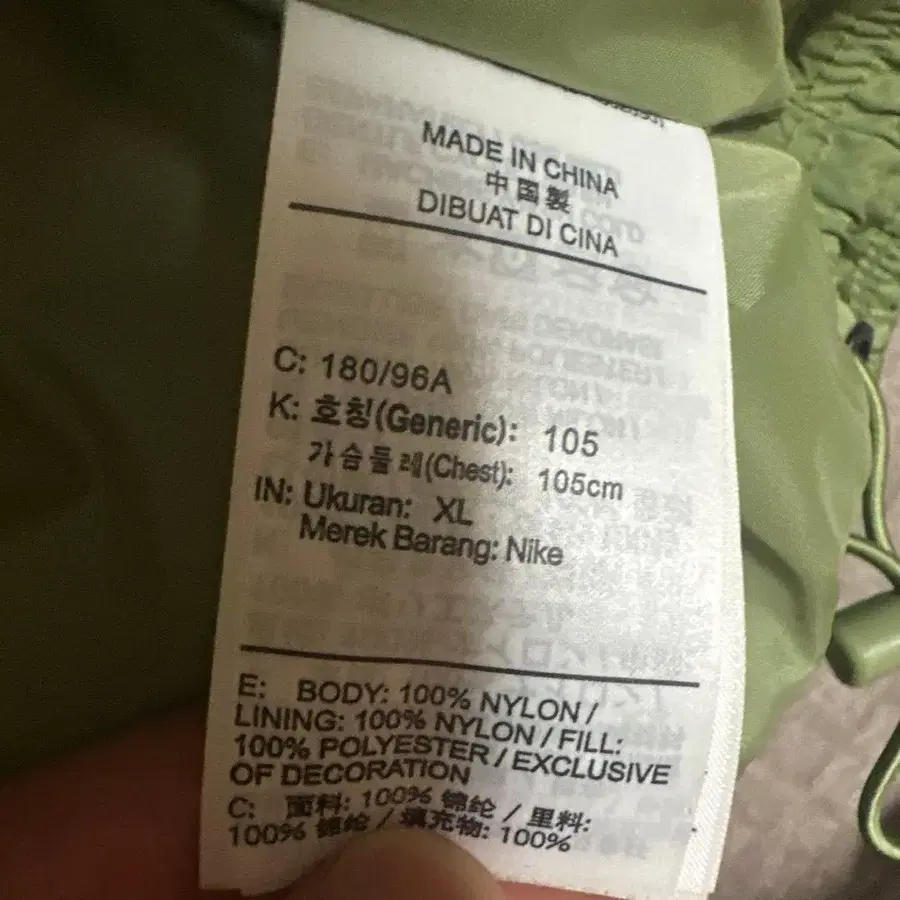 MADE IN CHINA
中国製
DIBUAT DI CINA
C: 180/96A
K: 호칭(Generic): 105
가슴둘레(Chest): 105cm
IN: Ukuran: XL
Merek Barang: Nike
E: BODY: 100% NYLON /
LINING: 100% NYLON / FILL:
100% POLYESTER / EXCLUSIVE
OF DECORATION
C: 面料: 100% 锦纶 / 里料:
100% 锦纶 / 填充物: 100%